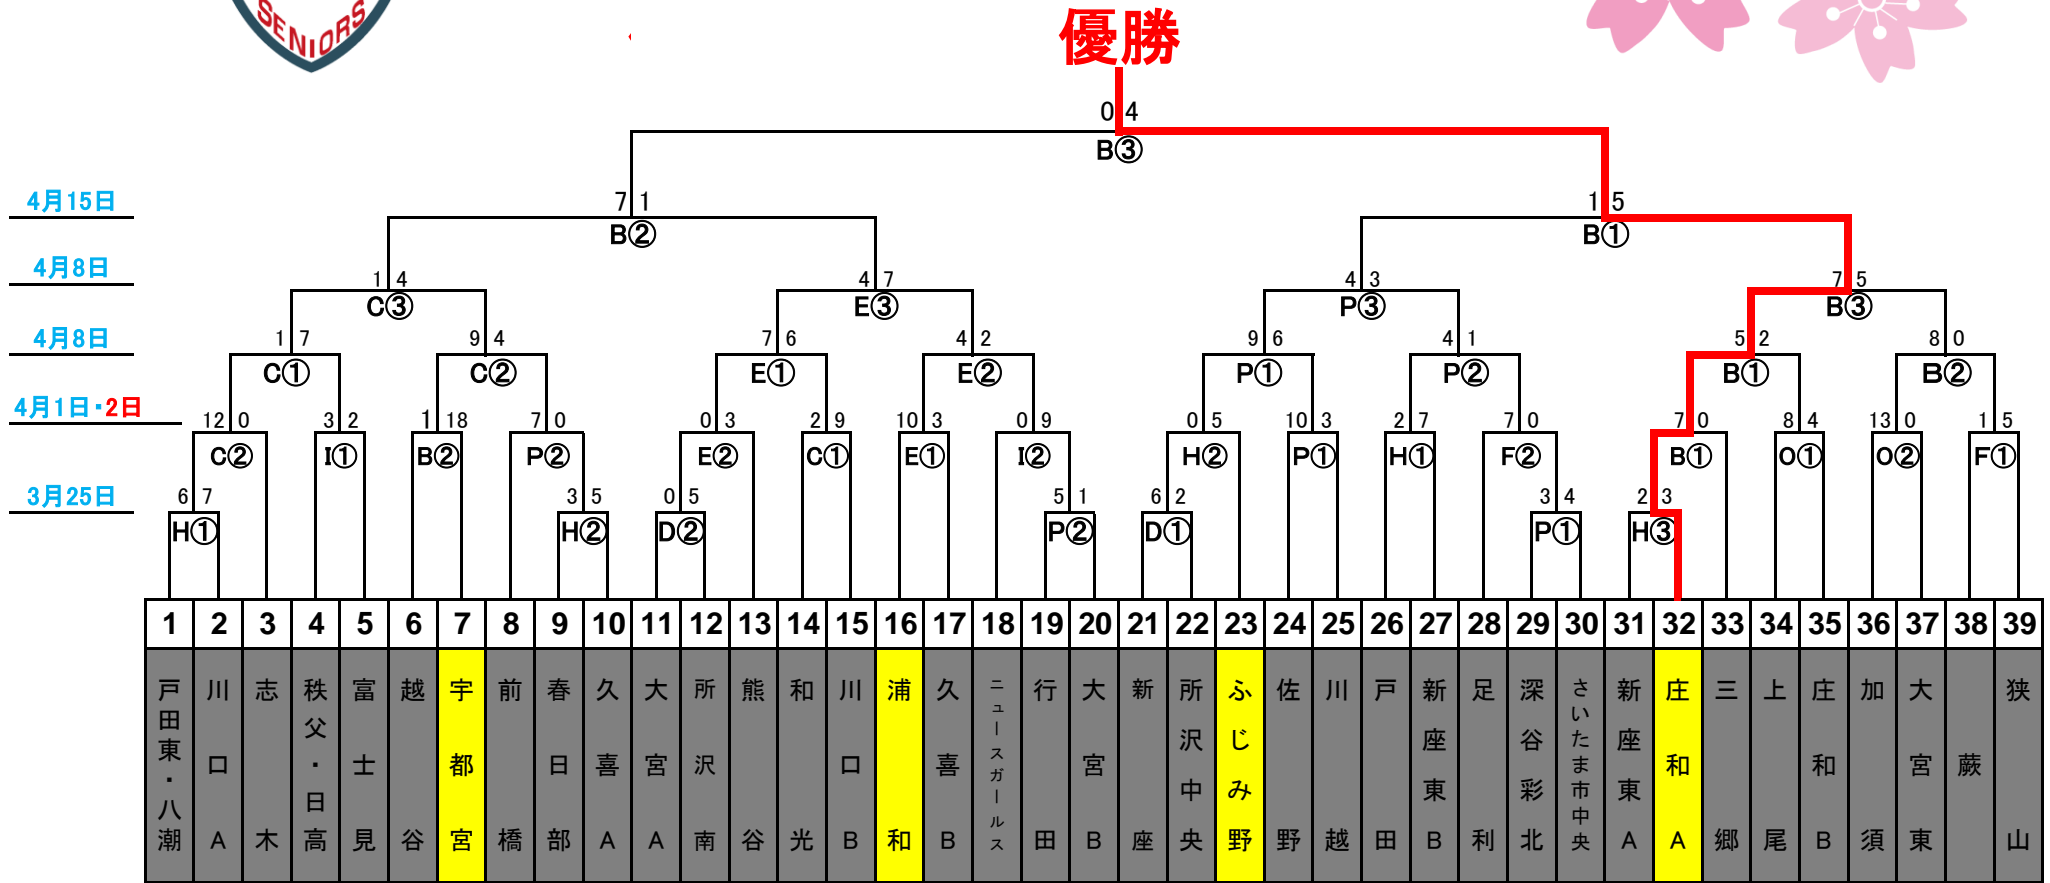 SENIORS
優勝
0 4
B③
4月15日
7 1
1 5
B②
B①
4月8日
1 4
4 7
4 3
7 5
C③
E③
P③
B③
4月8日
1 7
9 4
7 6
4 2
9 6
4 1
5 2
8 0
C①
C②
E①
E②
P①
P②
B①
B②
4月1日・2日
12 0
3 2
1 18
7 0
0 3
2 9
10 3
0 9
0 5
10 3
2 7
7 0
7 0
8 4
13 0
1 5
C②
I①
B②
P②
E②
C①
E①
I②
H②
P①
H①
F②
B①
O①
O②
F①
3月25日
6 7
3 5
0 5
5 1
6 2
3 4
2 3
H①
H②
D②
P②
D①
P①
H③
1 2 3 4 5 6 7 8 9 10 11 12 13 14 15 16 17 18 19 20 21 22 23 24 25 26 27 28 29 30 31 32 33 34 35 36 37 38 39
戸田東・八潮
川口A
志木
秩父・日高
富士見
越谷
宇都宮
前橋
春日部
久喜A
大宮A
所沢南
熊谷
和光
川口B
浦和
久喜B
ニュースガールス
行田
大宮B
新座
所沢中央
ふじみ野
佐野
川越
戸田
新座東B
足利
深谷彩北
さいたま市中央
新座東A
庄和A
三郷
上尾
庄和B
加須
大宮東
蕨
狭山